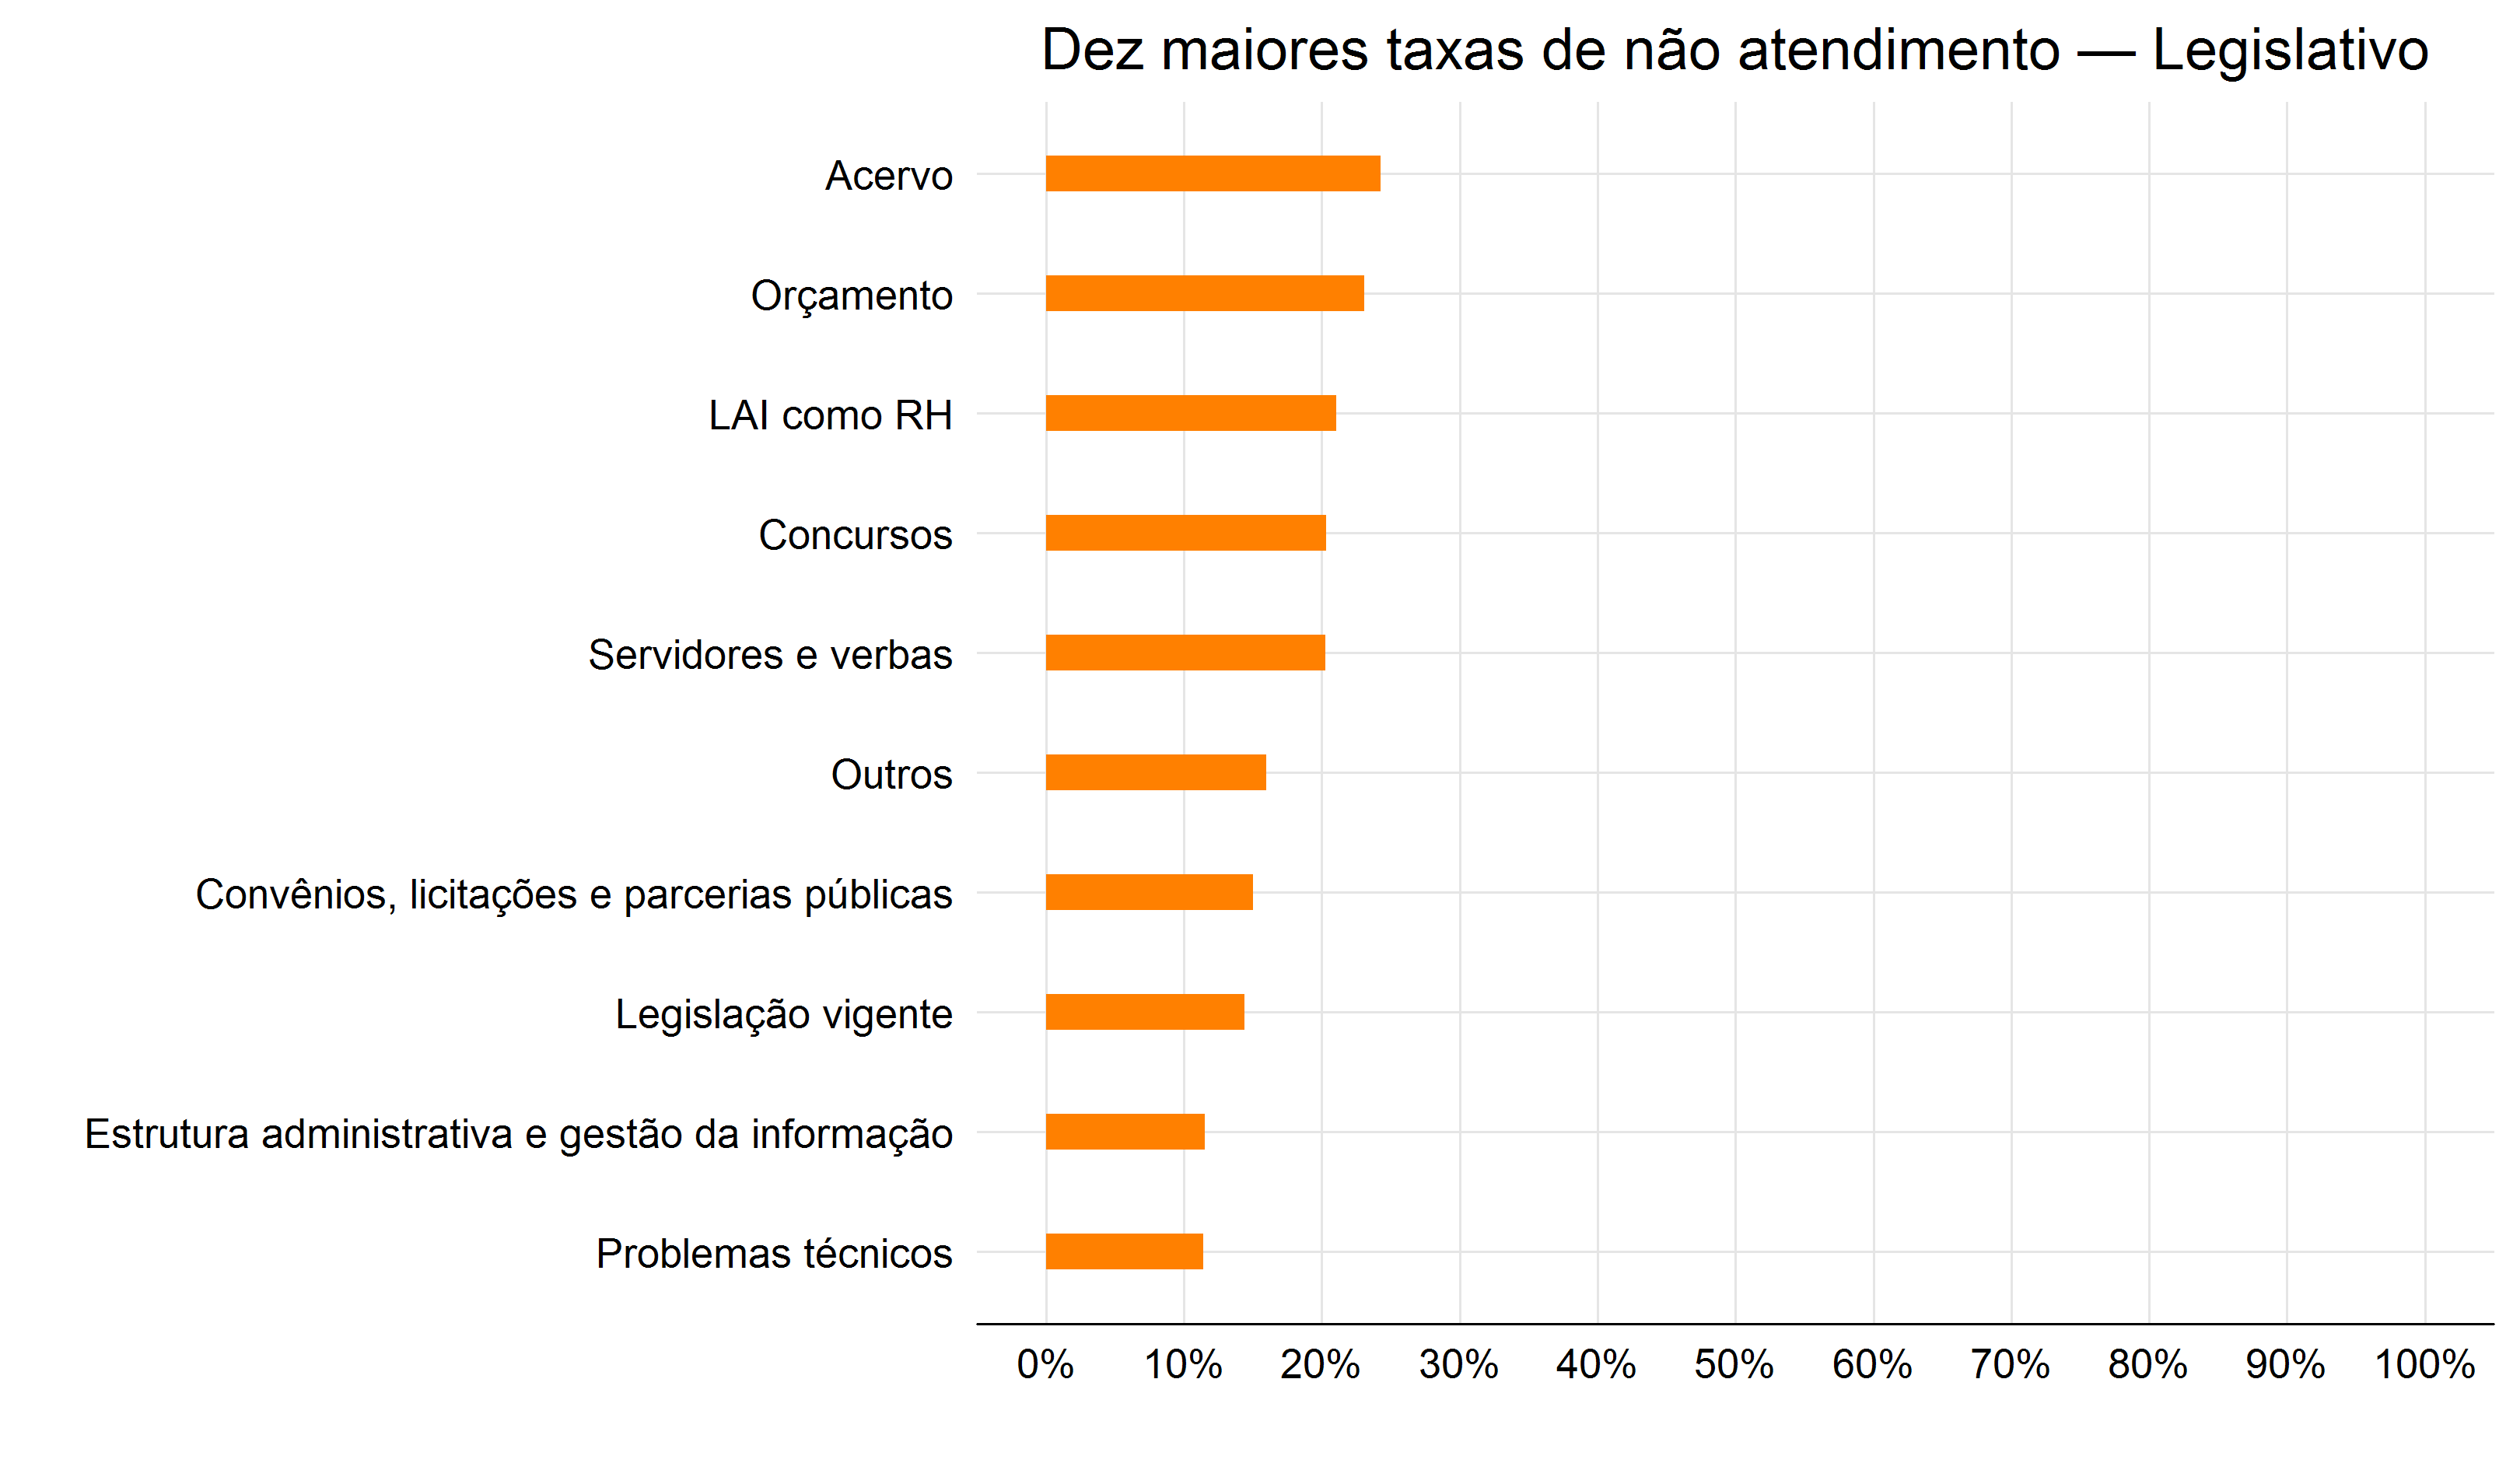 Dez maiores taxas de não atendimento — Legislativo
Acervo
Orçamento
LAI como RH
Concursos
Servidores e verbas
Outros
Convênios, licitações e parcerias públicas
Legislação vigente
Estrutura administrativa e gestão da informação
Problemas técnicos
0% 10% 20% 30% 40% 50% 60% 70% 80% 90% 100%